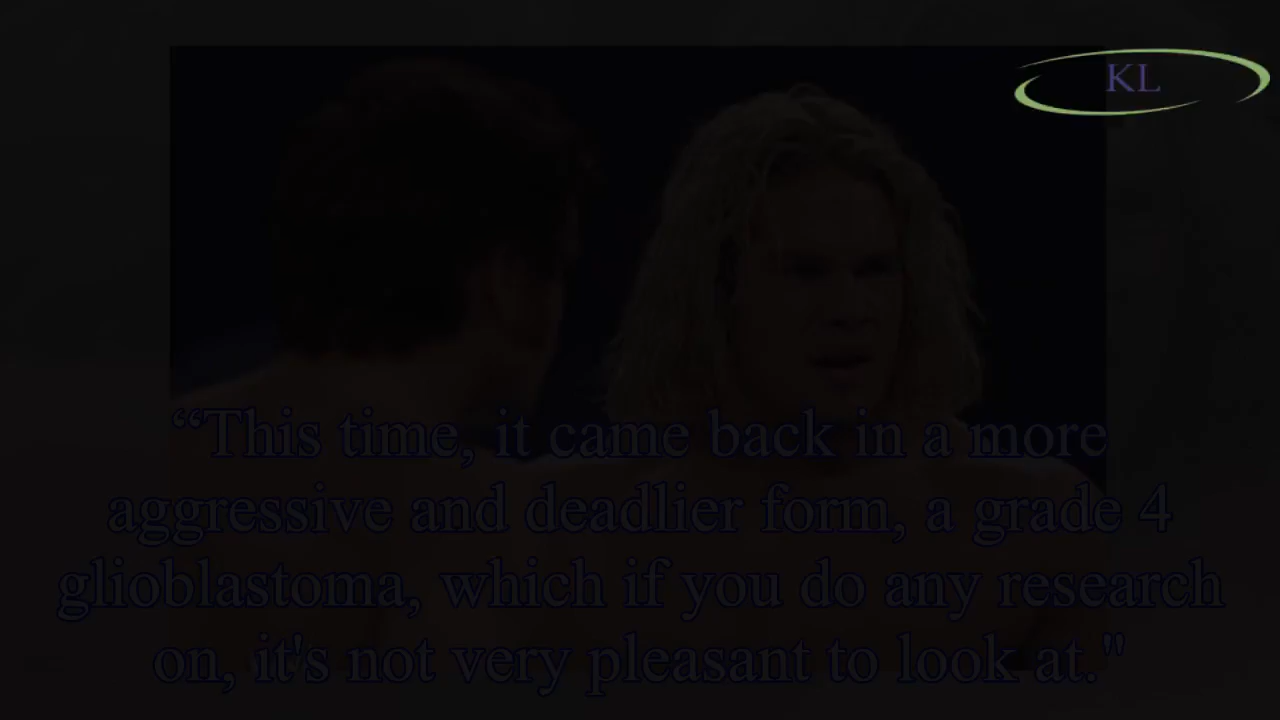 KL
“This time, it came back in a more
aggressive and deadlier form, a grade 4
glioblastoma, which if you do any research
on, it's not very pleasant to look at."